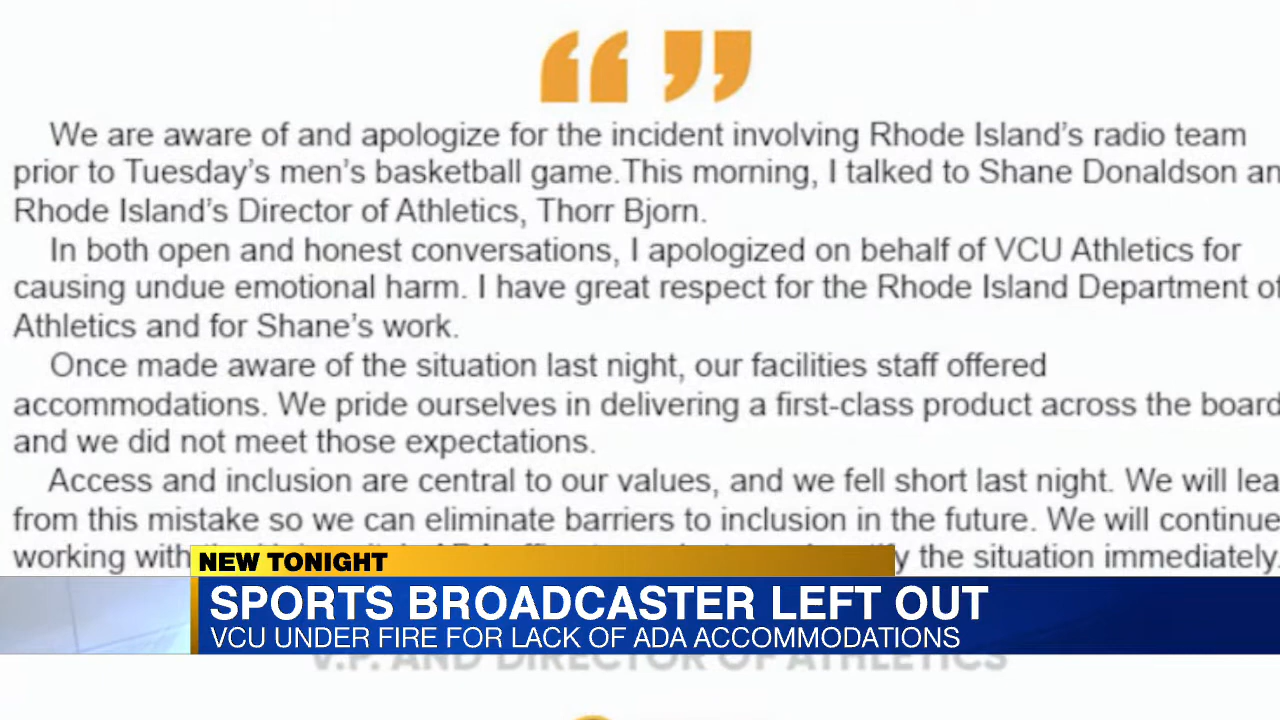 “ ”
We are aware of and apologize for the incident involving Rhode Island’s radio team
prior to Tuesday’s men’s basketball game.This morning, I talked to Shane Donaldson an
Rhode Island’s Director of Athletics, Thorr Bjorn.
In both open and honest conversations, I apologized on behalf of VCU Athletics for
causing undue emotional harm. I have great respect for the Rhode Island Department of
Athletics and for Shane’s work.
Once made aware of the situation last night, our facilities staff offered
accommodations. We pride ourselves in delivering a first-class product across the board
and we did not meet those expectations.
Access and inclusion are central to our values, and we fell short last night. We will lea
from this mistake so we can eliminate barriers to inclusion in the future. We will continue
working with the situation immediately.
NEW TONIGHT
SPORTS BROADCASTER LEFT OUT
VCU UNDER FIRE FOR LACK OF ADA ACCOMMODATIONS
V.P. AND DIRECTOR OF ATHLETICS